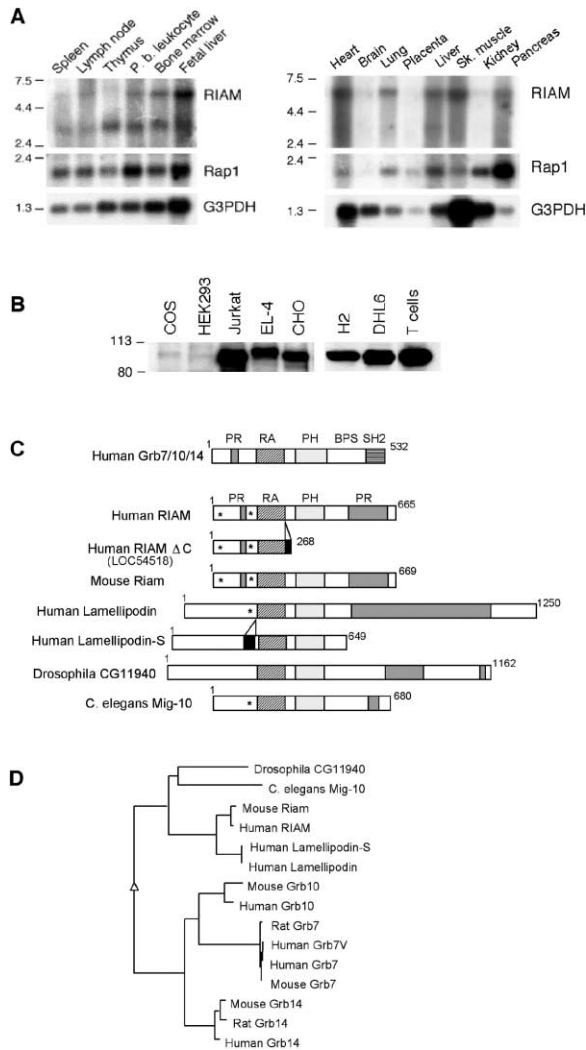 A
Spleen Lymph node Thymus P. b. leukocyte Bone marrow Fetal liver
7.5
4.4
2.4
RIAM
2.4
Rap1
1.3
G3PDH
Heart Brain Lung Placenta Liver Sk. muscle Kidney Pancreas
7.5
4.4
2.4
RIAM
2.4
Rap1
1.3
G3PDH
B
COS HEK293 Jurkat EL-4 CHO H2 DHL6 T cells
113
80
C
1 PR RA PH BPS SH2
Human Grb7/10/14 532
1 PR RA PH PR
Human RIAM * * 665
1
Human RIAM Δ C * * 268
(LOC54518)
1
Mouse Riam * * 669
1
Human Lamellipodin * 1250
1
Human Lamellipodin-S 649
1
Drosophila CG11940 1162
1
C. elegans Mig-10 * 680
D
Drosophila CG11940
C. elegans Mig-10
Mouse Riam
Human RIAM
Human Lamellipodin-S
Human Lamellipodin
Mouse Grb10
Human Grb10
Rat Grb7
Human Grb7V
Human Grb7
Mouse Grb7
Mouse Grb14
Rat Grb14
Human Grb14